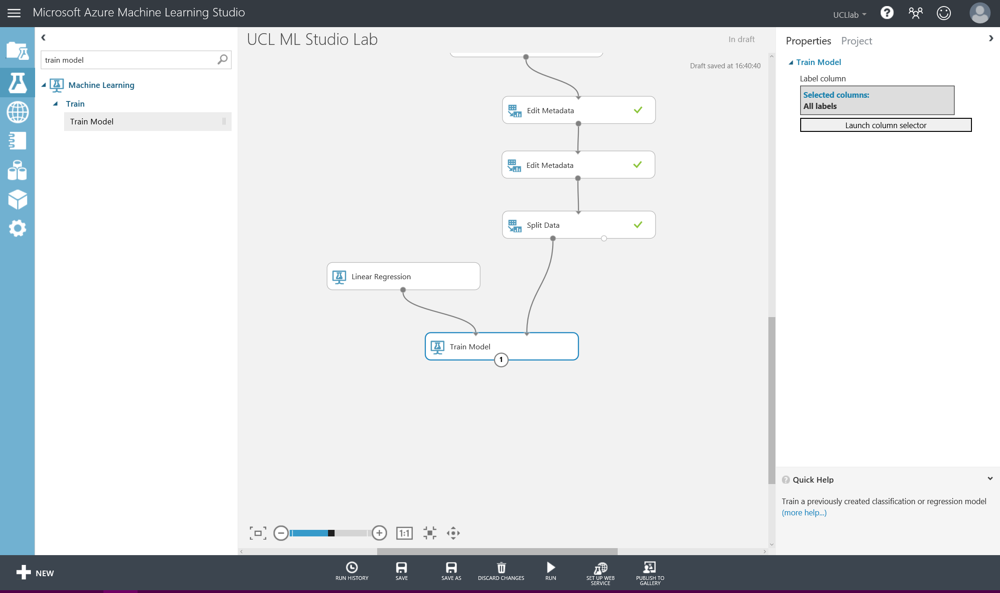 Microsoft Azure Machine Learning Studio
UCLlab
train model
Machine Learning
Train
Train Model
UCL ML Studio Lab
In draft
Draft saved at 16:40:40
Edit Metadata
Edit Metadata
Split Data
Linear Regression
Train Model
1
1:1
Properties
Project
Train Model
Label column
Selected columns:
All labels
Launch column selector
Quick Help
Train a previously created classification or regression model
(more help...)
NEW
RUN HISTORY
SAVE
SAVE AS
DISCARD CHANGES
RUN
SET UP WEB
SERVICE
PUBLISH TO
GALLERY